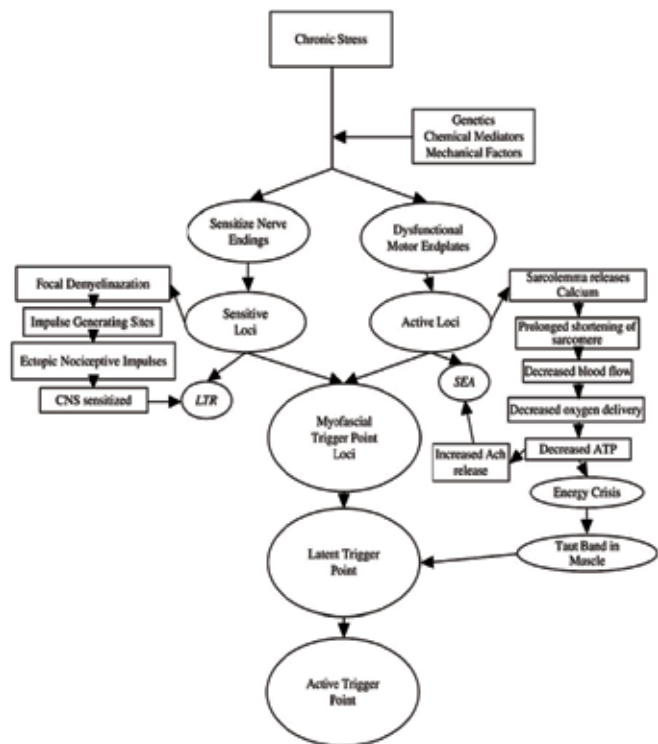 Chronic Stress
Genetics
Chemical Mediators
Mechanical Factors
Sensitize Nerve
Endings
Dysfunctional
Motor Endplates
Focal Demyelinazation
Sensitive
Loci
Active Loci
Sarcolemma releases
Calcium
Impulse Generating Sites
Prolonged shortening of
sarcomere
Ectopic Nociceptive Impulses
Decreased blood flow
CNS sensitized
LTR
SEA
Decreased oxygen delivery
Myofascial
Trigger Point
Loci
Increased Ach
release
Decreased ATP
Energy Crisis
Latent Trigger
Point
Taut Band in
Muscle
Active Trigger
Point